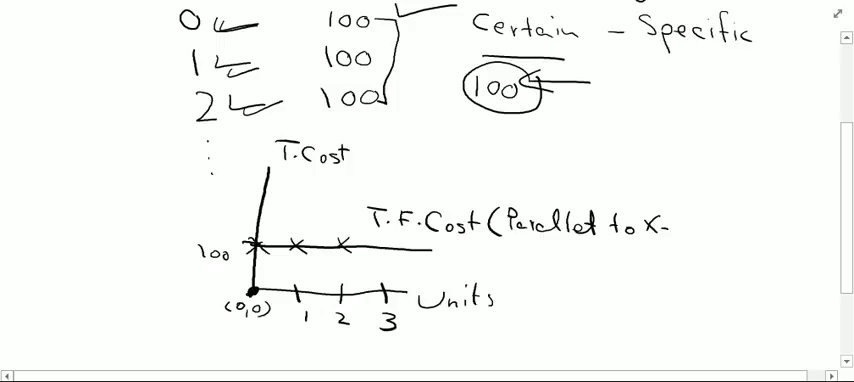 0 100 Certain - Specific
1 100
2 100 100
T.Cost
T.F.Cost (Parallel to X-
100
(0,0) 1 2 3 Units